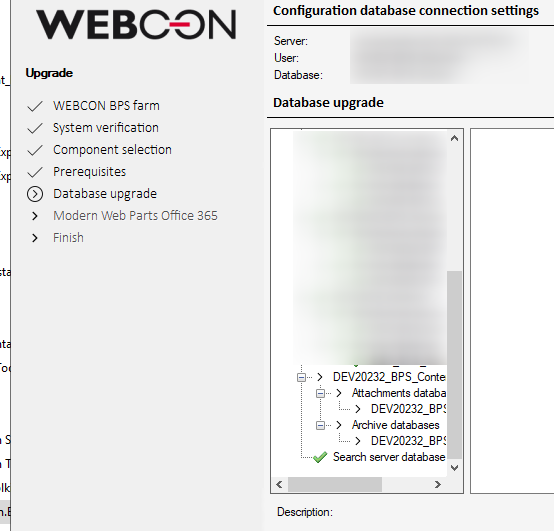 WEBCON
Configuration database connection settings
Server:
User:
Database:
Upgrade
WEBCON BPS farm
System verification
Component selection
Prerequisites
Database upgrade
Modern Web Parts Office 365
Finish
Database upgrade
DEV20232_BPS_Conte
Attachments databa
DEV20232_BPS
Archive databases
DEV20232_BPS
Search server database
Description: